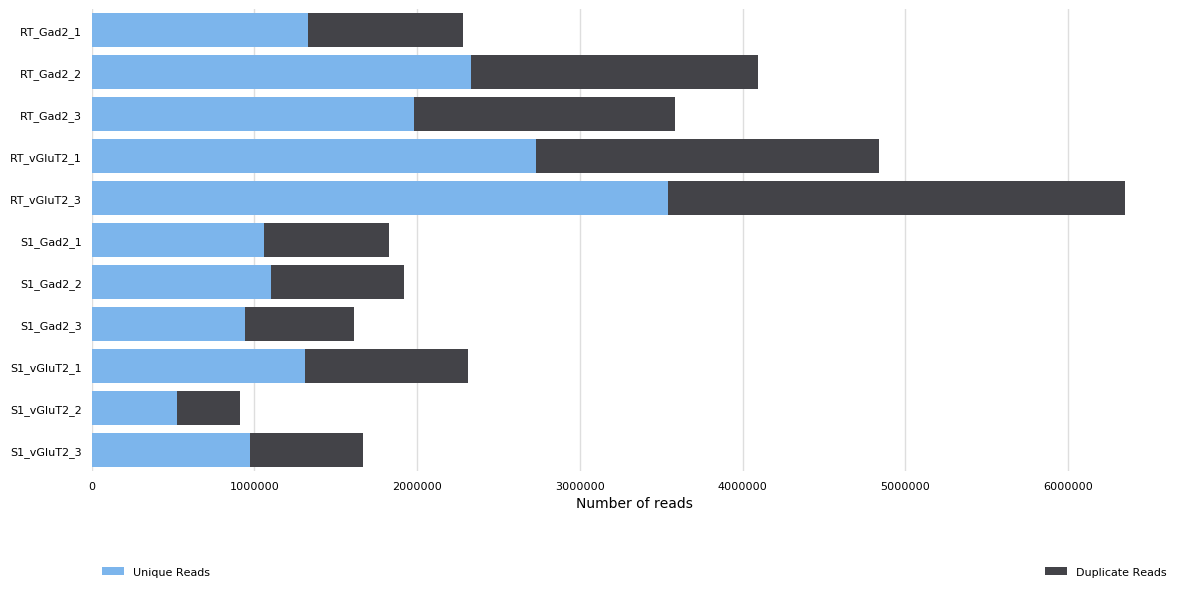 RT_Gad2_1
RT_Gad2_2
RT_Gad2_3
RT_vGluT2_1
RT_vGluT2_3
S1_Gad2_1
S1_Gad2_2
S1_Gad2_3
S1_vGluT2_1
S1_vGluT2_2
S1_vGluT2_3
0 1000000 2000000 3000000 4000000 5000000 6000000
Number of reads
Unique Reads Duplicate Reads